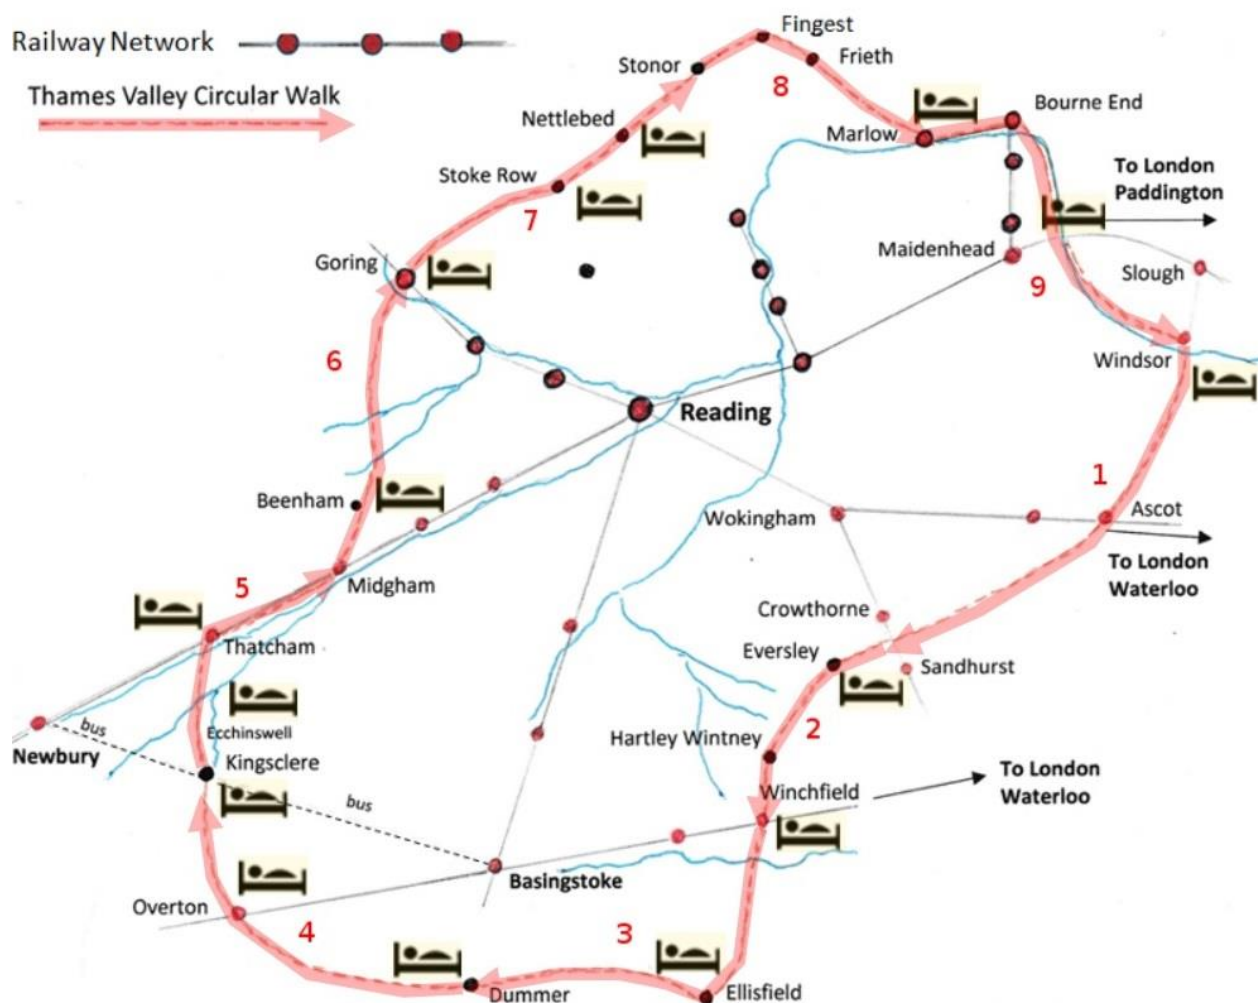 Railway Network
Thames Valley Circular Walk
Fingest
Frieth
Stonor
8
Bourne End
Nettlebed
Marlow
To London
Paddington
Stoke Row
7
Maidenhead
Goring
Slough
9
6
Windsor
Reading
1
Ascot
Beenham
Wokingham
To London
Waterloo
5
Midgham
Crowthorne
Thatcham
Eversley
Sandhurst
2
bus
Ecchinswell
Hartley Wintney
Newbury
Kingsclere
To London
Waterloo
bus
Winchfield
Basingstoke
Overton
4
3
Dummer
Ellisfield